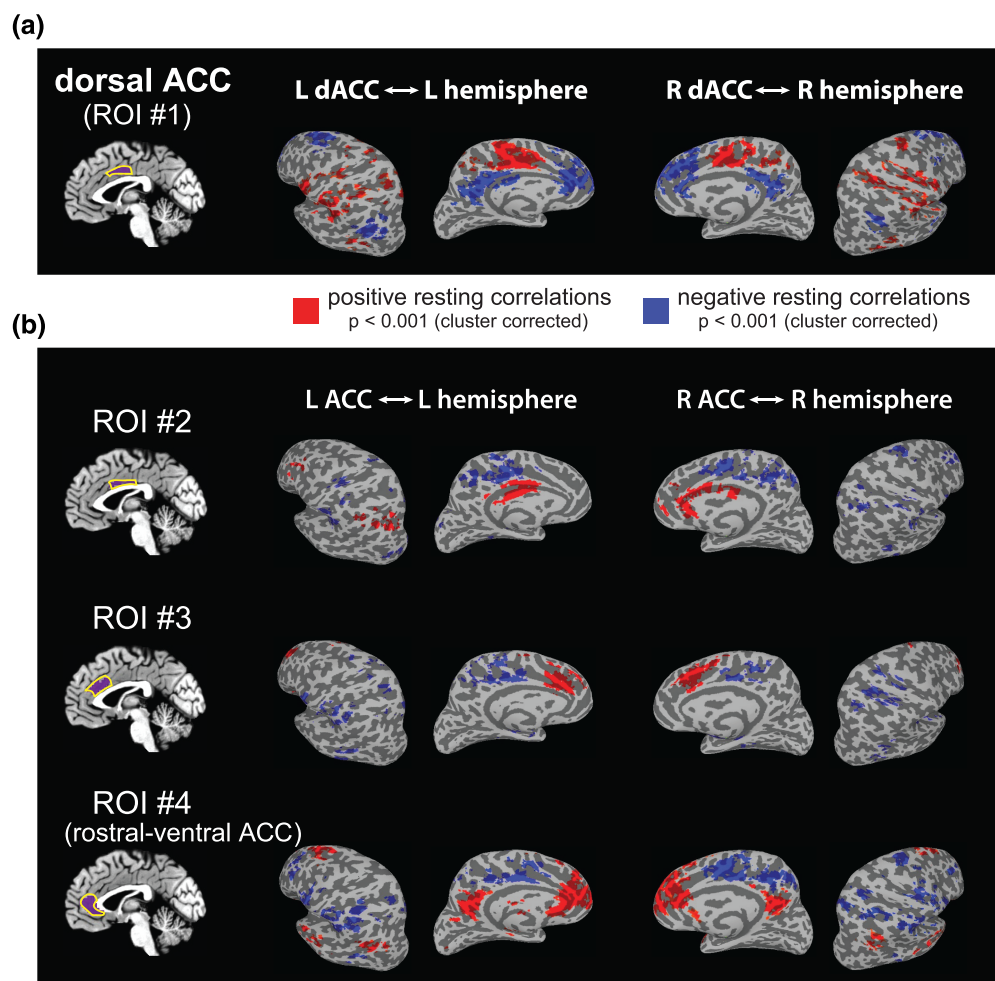 (a)
dorsal ACC
(ROI #1)
L dACC ↔ L hemisphere
R dACC ↔ R hemisphere
positive resting correlations
p < 0.001 (cluster corrected)
negative resting correlations
p < 0.001 (cluster corrected)
(b)
ROI #2
L ACC ↔ L hemisphere
R ACC ↔ R hemisphere
ROI #3
ROI #4
(rostral-ventral ACC)